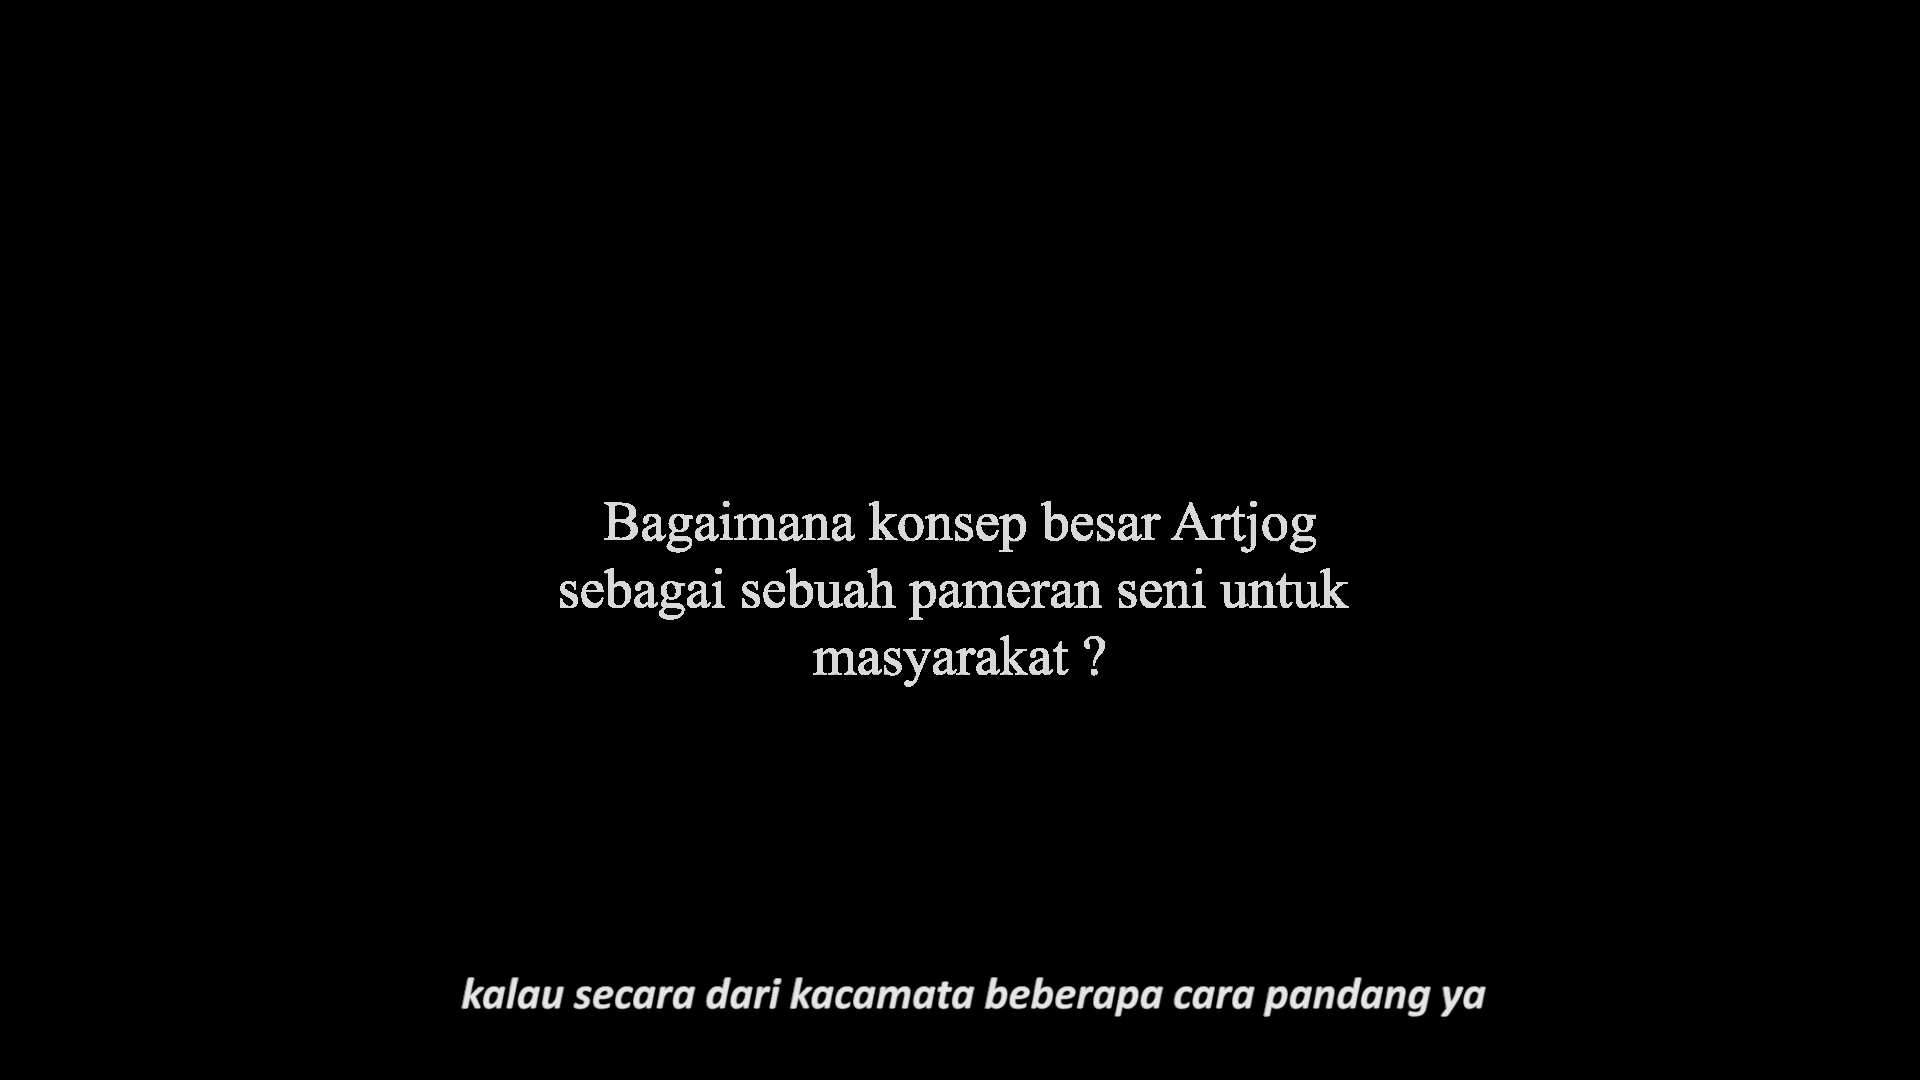 Bagaimana konsep besar Artjog
sebagai sebuah pameran seni untuk
masyarakat ?
kalau secara dari kacamata beberapa cara pandang ya